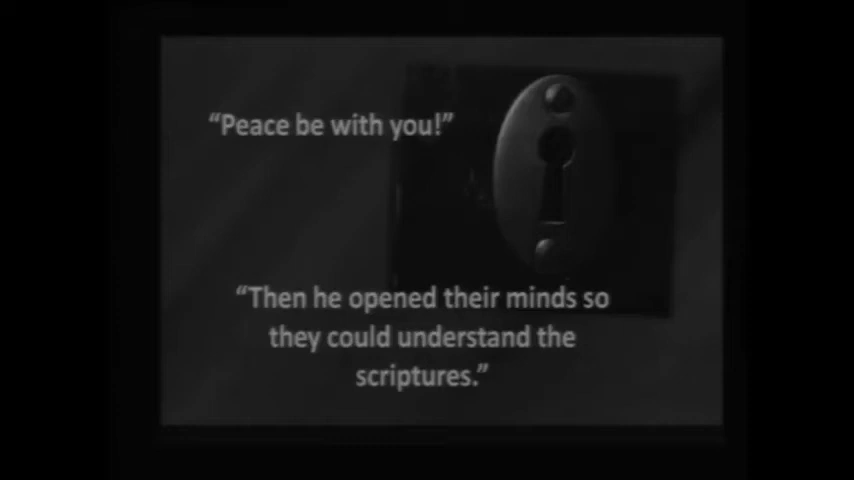 “Peace be with you!”
“Then he opened their minds so
they could understand the
scriptures.”